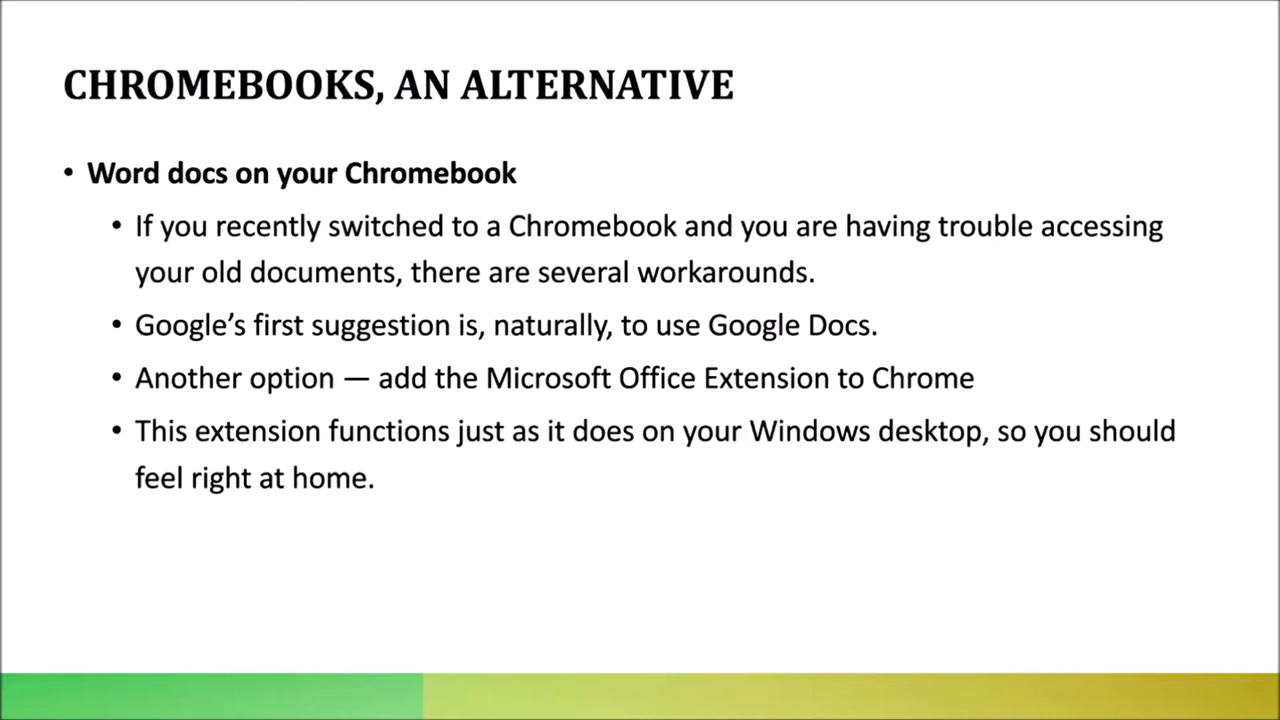 CHROMEBOOKS, AN ALTERNATIVE
• Word docs on your Chromebook
• If you recently switched to a Chromebook and you are having trouble accessing
your old documents, there are several workarounds.
• Google’s first suggestion is, naturally, to use Google Docs.
• Another option — add the Microsoft Office Extension to Chrome
• This extension functions just as it does on your Windows desktop, so you should
feel right at home.